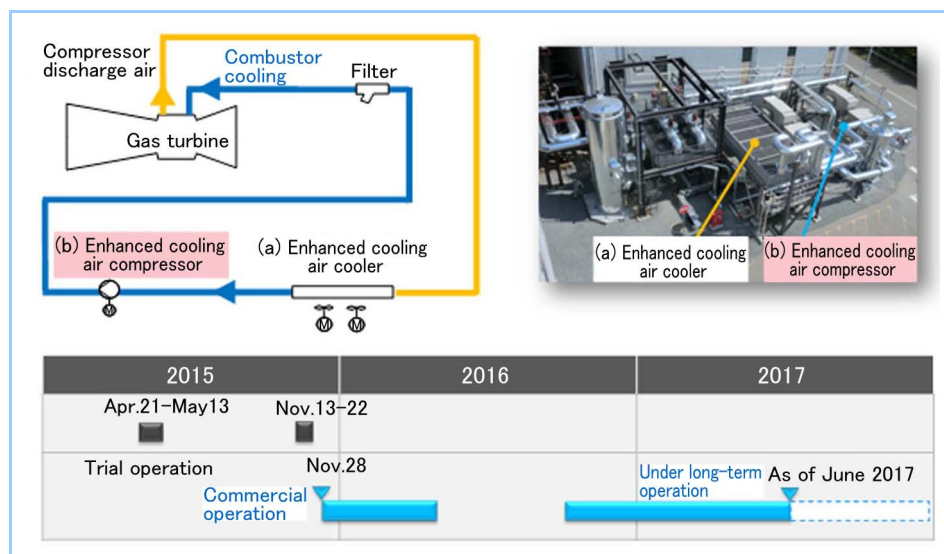 Compressor
discharge air
Combustor
cooling
Filter
Gas turbine
(b) Enhanced cooling
air compressor
(a) Enhanced cooling
air cooler
M
M
M
(a) Enhanced cooling
air cooler
(b) Enhanced cooling
air compressor
2015
2016
2017
Apr.21-May13
Nov.13-22
Trial operation
Nov.28
Commercial
operation
Under long-term
operation
As of June 2017